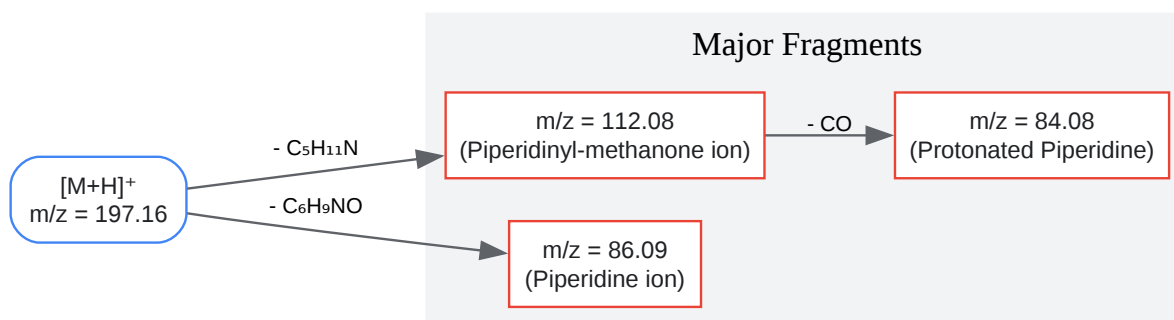 Major Fragments
[M+H]⁺
m/z = 197.16
- C₅H₁₁N
- C₆H₉NO
m/z = 112.08
(Piperidinyl-methanone ion)
- CO
m/z = 84.08
(Protonated Piperidine)
m/z = 86.09
(Piperidine ion)